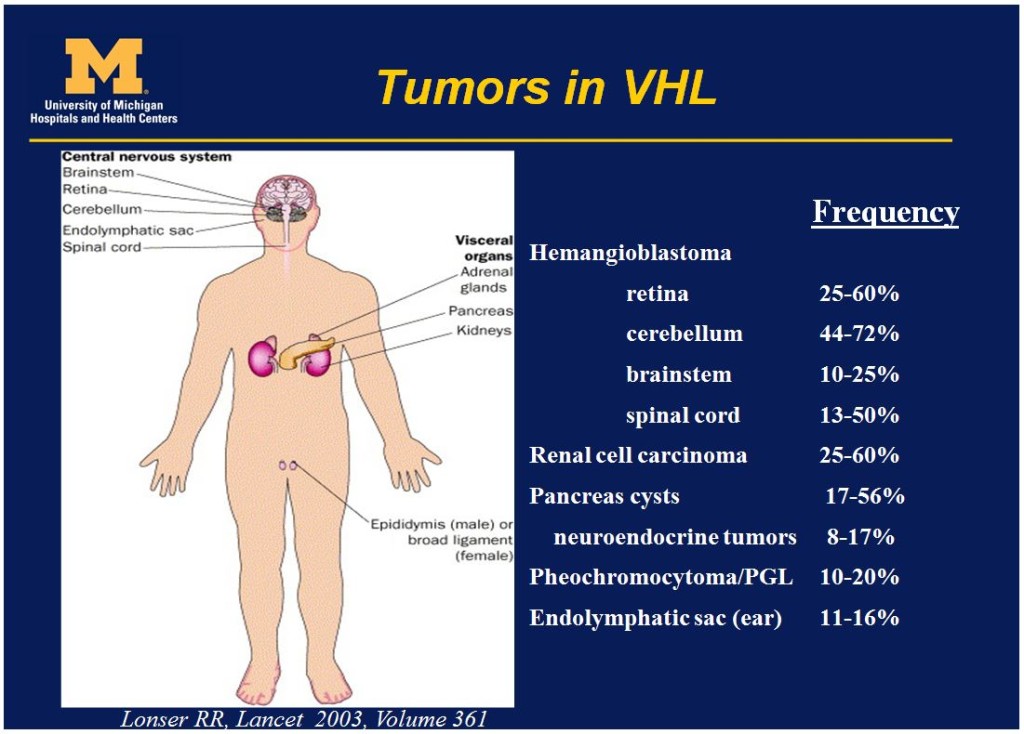 M
University of Michigan
Hospitals and Health Centers
Tumors in VHL
Central nervous system
Brainstem
Retina
Cerebellum
Endolymphatic sac
Spinal cord
Visceral
organs
Adrenal
glands
Pancreas
Kidneys
Epididymis (male) or
broad ligament
(female)
Frequency
Hemangioblastoma
retina 25-60%
cerebellum 44-72%
brainstem 10-25%
spinal cord 13-50%
Renal cell carcinoma 25-60%
Pancreas cysts 17-56%
neuroendocrine tumors 8-17%
Pheochromocytoma/PGL 10-20%
Endolymphatic sac (ear) 11-16%
Lonser RR, Lancet 2003, Volume 361